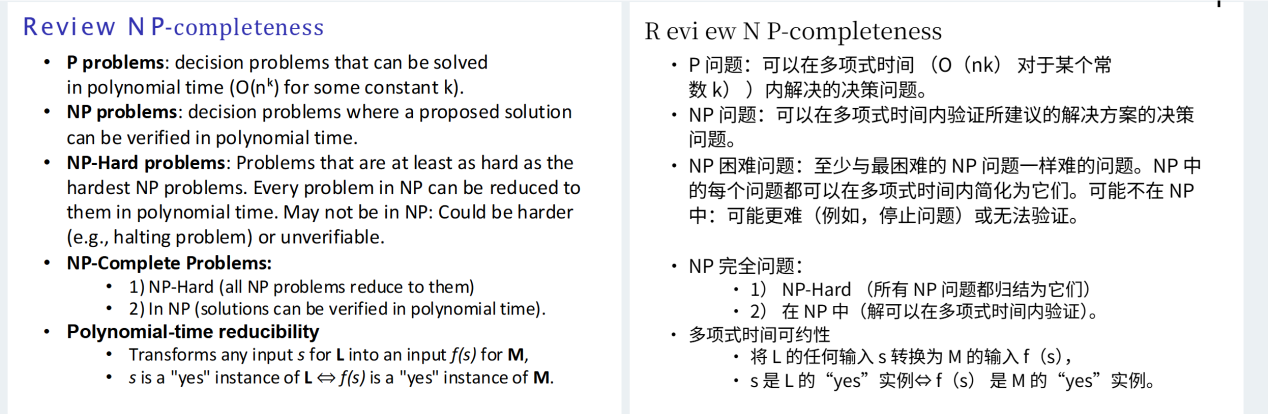 Review NP-completeness
• P problems: decision problems that can be solved
in polynomial time (O(nᵏ) for some constant k).
• NP problems: decision problems where a proposed solution
can be verified in polynomial time.
• NP-Hard problems: Problems that are at least as hard as the
hardest NP problems. Every problem in NP can be reduced to
them in polynomial time. May not be in NP: Could be harder
(e.g., halting problem) or unverifiable.
• NP-Complete Problems:
• 1) NP-Hard (all NP problems reduce to them)
• 2) In NP (solutions can be verified in polynomial time).
• Polynomial-time reducibility
• Transforms any input s for L into an input f(s) for M,
• s is a "yes" instance of L ⇔ f(s) is a "yes" instance of M.
R evi ew N P-completeness
• P 问题：可以在多项式时间 （O（nk） 对于某个常
数 k））内解决的决策问题。
• NP 问题：可以在多项式时间内验证所建议的解决方案的决策
问题。
• NP 困难问题：至少与最困难的 NP 问题一样难的问题。NP 中
的每个问题都可以在多项式时间内简化为它们。可能不在 NP
中：可能更难（例如，停止问题）或无法验证。
• NP 完全问题：
• 1） NP-Hard （所有 NP 问题都归结为它们）
• 2） 在 NP 中（解可以在多项式时间内验证）。
• 多项式时间可约性
• 将 L 的任何输入 s 转换为 M 的输入 f（s），
• s 是 L 的“yes”实例⇔ f（s） 是 M 的“yes”实例。